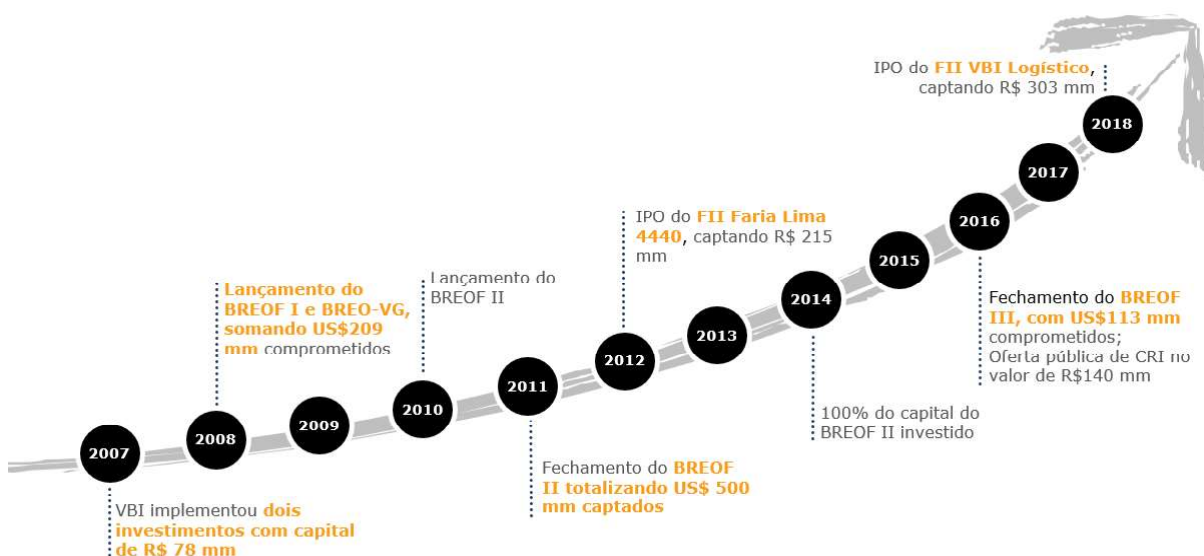 IPO do FII VBI Logístico,
captando R$ 303 mm
2018
2017
IPO do FII Faria Lima
4440, captando R$ 215
mm
2016
2015
Lançamento do
BREOF II
Lançamento do
BREOF I e BREO-VG,
somando US$209
mm comprometidos
2014
Fechamento do BREOF
III, com US$113 mm
comprometidos;
Oferta pública de CRI no
valor de R$140 mm
2013
2012
2011
2010
100% do capital do
BREOF II investido
2009
2008
2007
Fechamento do BREOF
II totalizando US$ 500
mm captados
VBI implementou dois
investimentos com capital
de R$ 78 mm